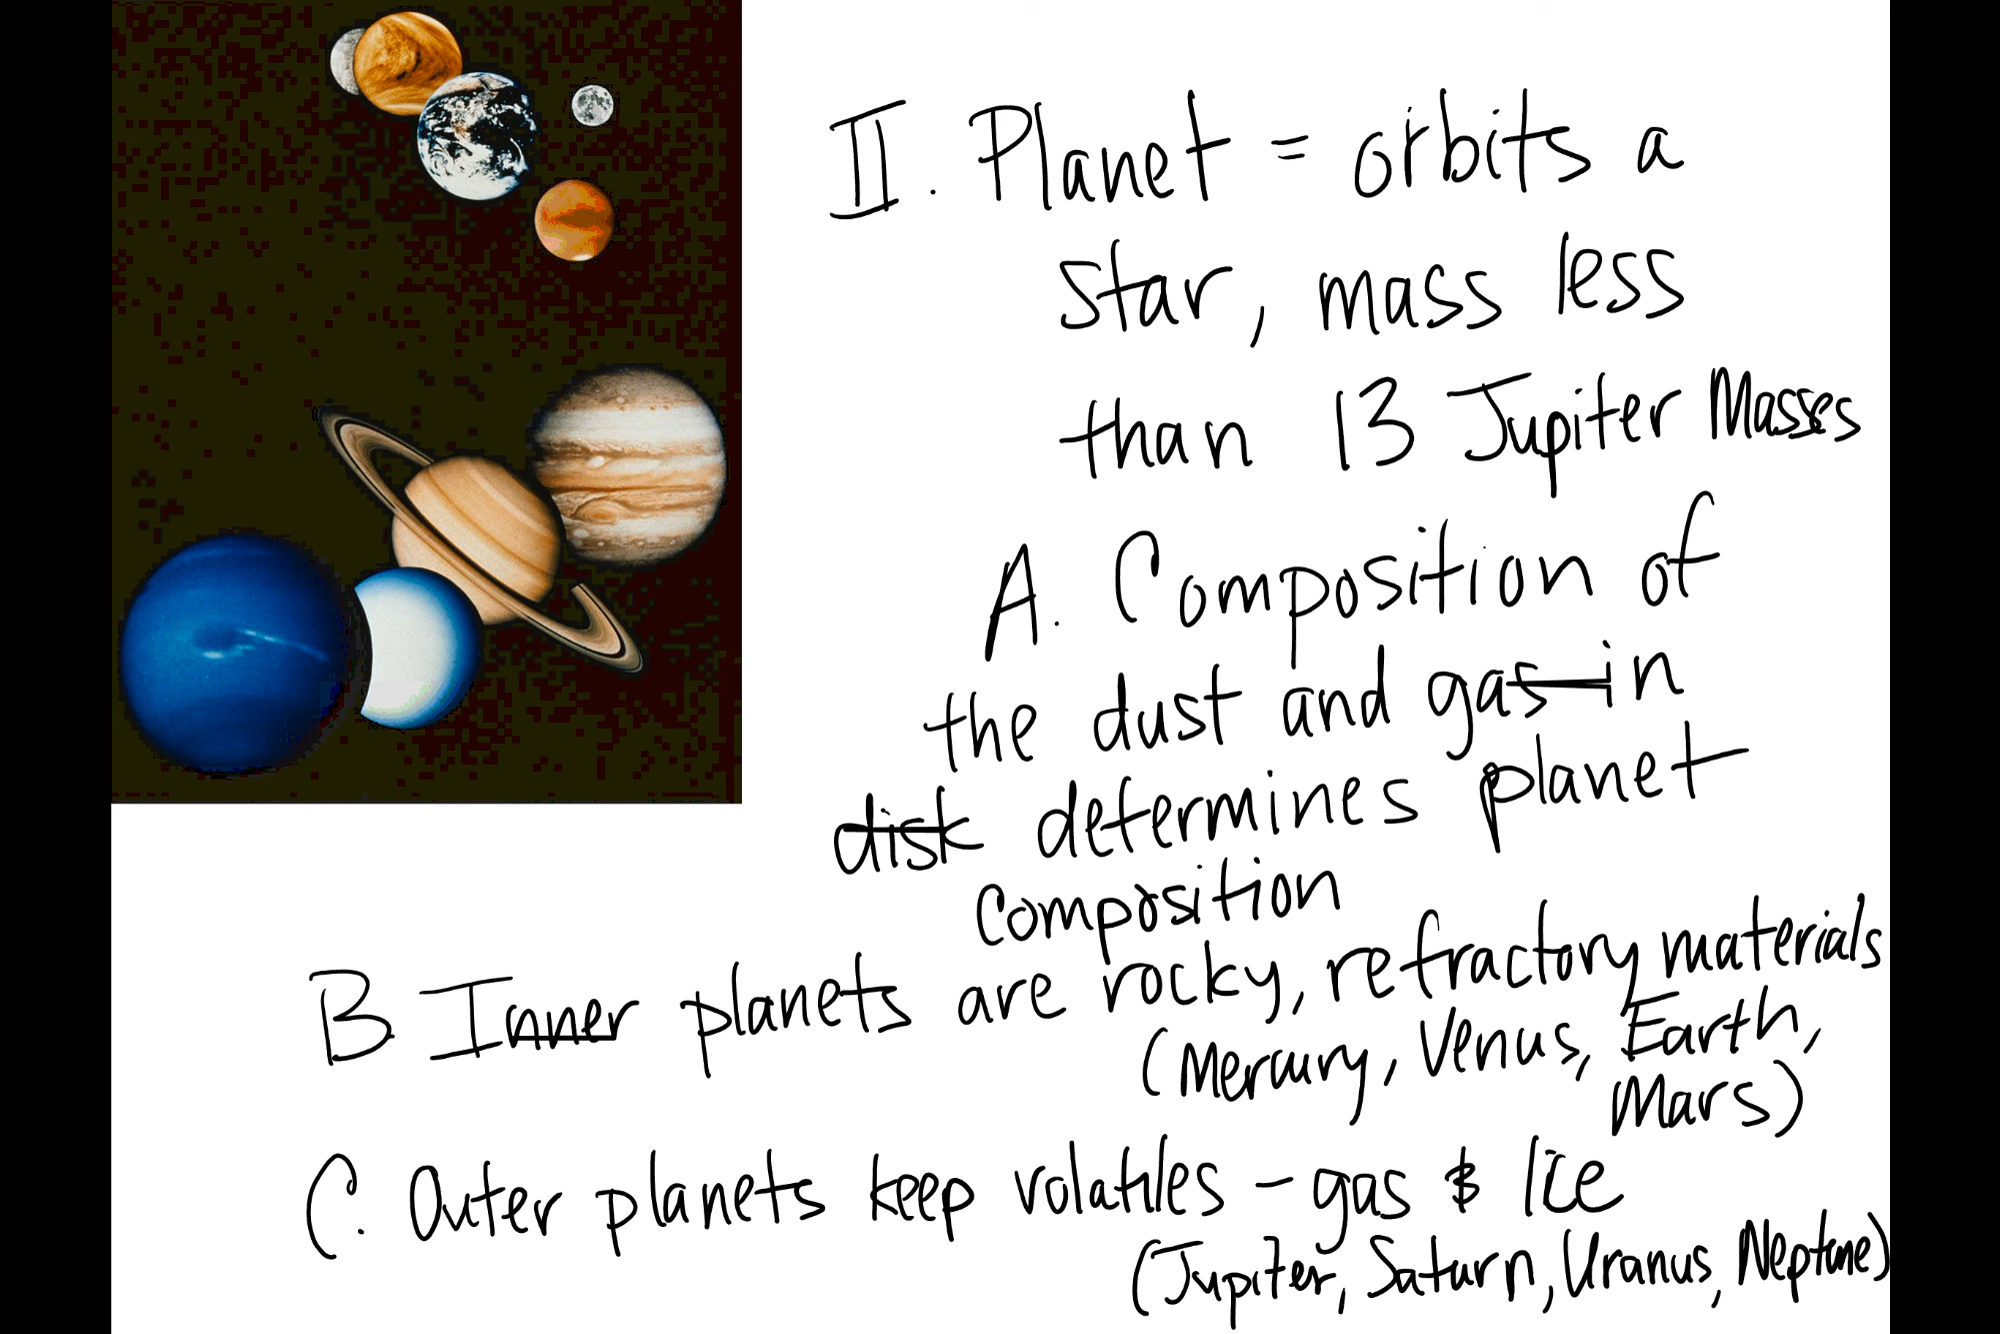 II. Planet = orbits a
star, mass less
than 13 Jupiter Masses
A. Composition of
the dust and gas in
disk determines planet
composition
B. Inner planets are rocky, refractory materials
(Mercury, Venus, Earth,
Mars)
C. Outer planets keep volatiles - gas & Ice
(Jupiter, Saturn, Uranus, Neptune)